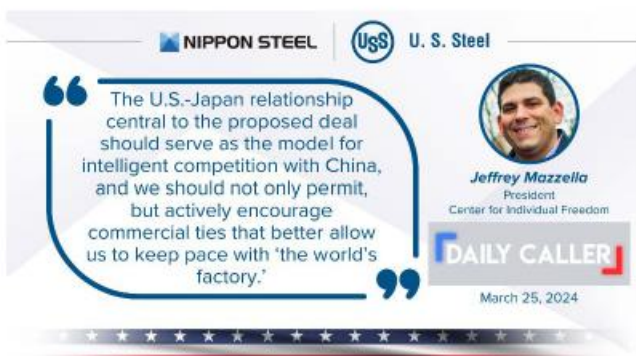 NIPPON STEEL
USS
U. S. Steel
“
The U.S.-Japan relationship
central to the proposed deal
should serve as the model for
intelligent competition with China,
and we should not only permit,
but actively encourage
commercial ties that better allow
us to keep pace with ‘the world’s
factory.’
”
Jeffrey Mazzella
President
Center for Individual Freedom
DAILY CALLER
March 25, 2024